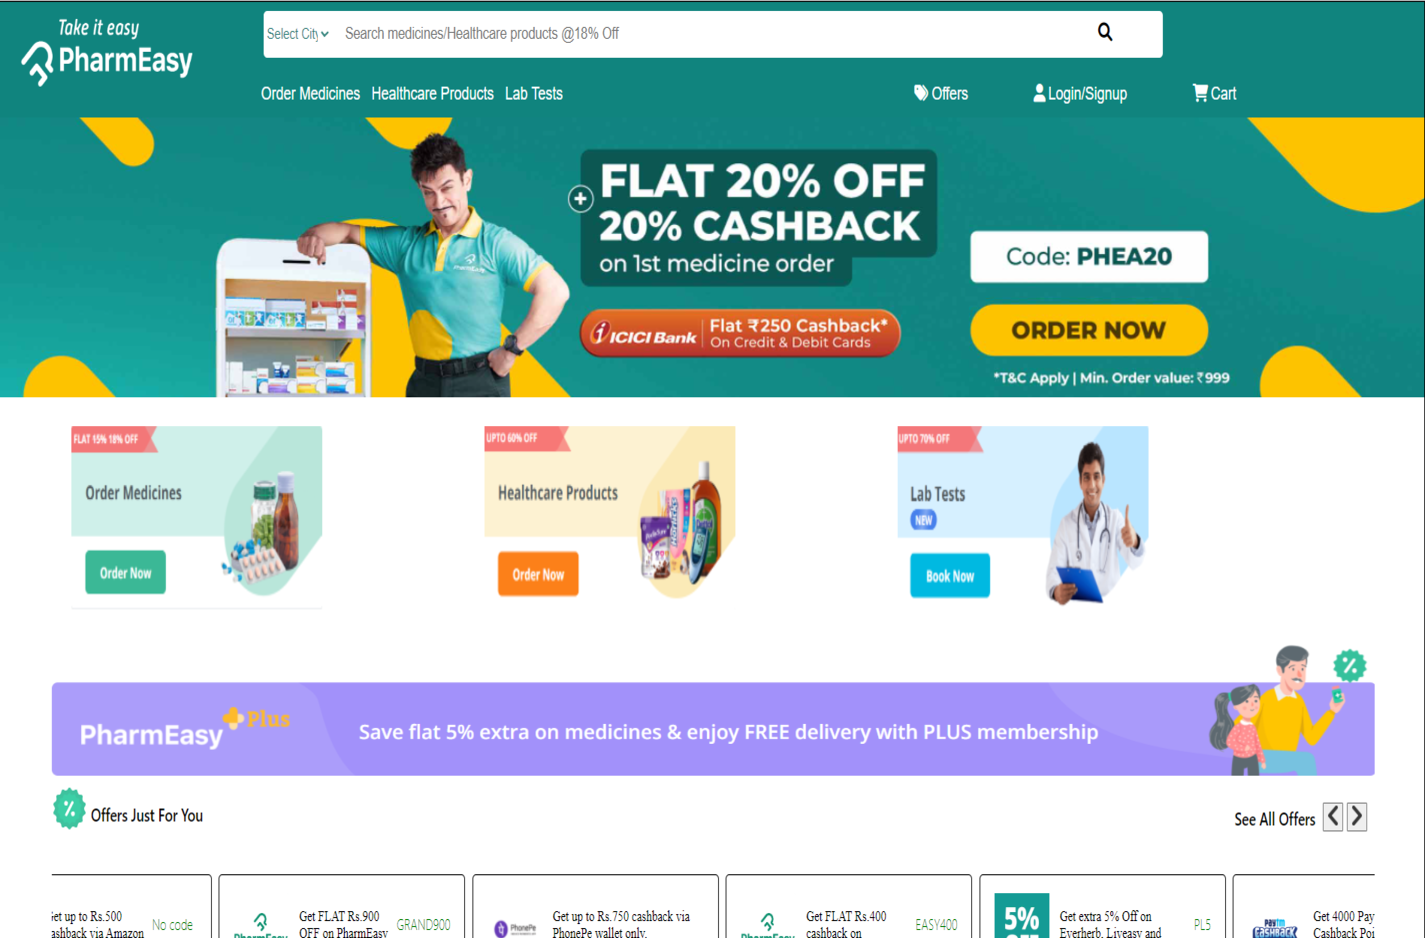 Take it easy
PharmEasy
Select City
Search medicines/Healthcare products @18% Off
Order Medicines Healthcare Products Lab Tests
Offers
Login/Signup
Cart
FLAT 20% OFF
+
20% CASHBACK
on 1st medicine order
Code: PHEA20
ICICI Bank
Flat ₹250 Cashback*
On Credit & Debit Cards
ORDER NOW
*T&C Apply | Min. Order value: ₹999
PharmEasy
FLAT 15% 18% OFF
Order Medicines
Order Now
UPTO 60% OFF
Healthcare Products
Order Now
UPTO 70% OFF
Lab Tests
NEW
Book Now
PharmEasy Plus
Save flat 5% extra on medicines & enjoy FREE delivery with PLUS membership
Offers Just For You
See All Offers
Get up to Rs.500
No code
via Amazon
Get FLAT Rs.900
OFF on PharmEasy
GRAND900
PharmEasy
PhonePe
Get up to Rs.750 cashback via
PhonePe wallet only.
PharmEasy
Get FLAT Rs.400
cashback on
EASY400
5%
OFF
Get extra 5% Off on
Everherb, Liveasy and
PL5
Paytm
CASHBACK
Get 4000 Pay
Cashback Poi